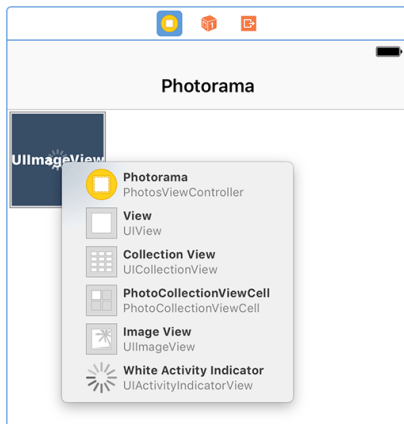 Photorama
UIImageView
Photorama
PhotosViewController
View
UIView
Collection View
UICollectionView
PhotoCollectionViewCell
PhotoCollectionViewCell
Image View
UIImageView
White Activity Indicator
UIActivityIndicatorView